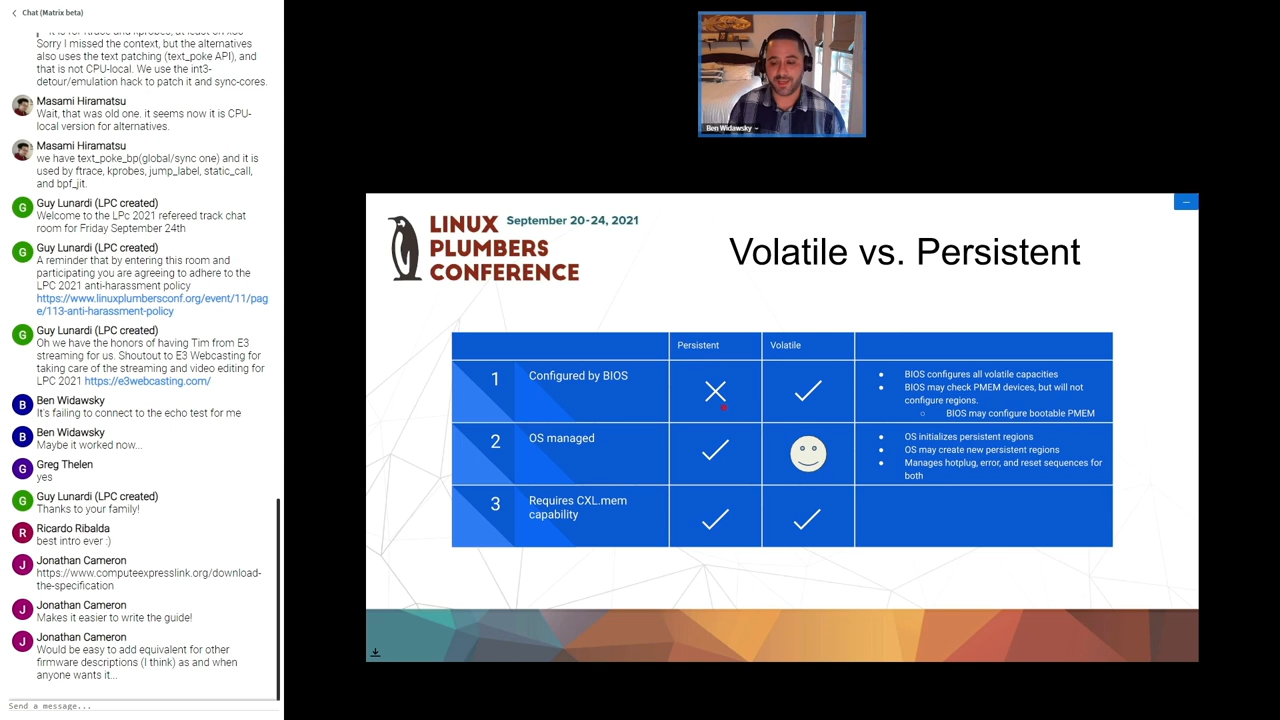 Chat (Matrix beta)
Sorry I missed the context, but the alternatives
also uses the text patching (text_poke API), and
that is not CPU-local. We use the int3-
detour/emulation hack to patch it and sync-cores.
Masami Hiramatsu
Wait, that was old one. it seems now it is CPU-
local version for alternatives.
Masami Hiramatsu
we have text_poke_bp(global/sync one) and it is
used by ftrace, kprobes, jump_label, static_call,
and bpf_jit.
G
Guy Lunardi (LPC created)
Welcome to the LPc 2021 refereed track chat
room for Friday September 24th
G
Guy Lunardi (LPC created)
A reminder that by entering this room and
participating you are agreeing to adhere to the
LPC 2021 anti-harassment policy
https://www.linuxplumbersconf.org/event/11/pag
e/113-anti-harassment-policy
G
Guy Lunardi (LPC created)
Oh we have the honors of having Tim from E3
streaming for us. Shoutout to E3 Webcasting for
taking care of the streaming and video editing for
LPC 2021 https://e3webcasting.com/
B
Ben Widawsky
It's failing to connect to the echo test for me
B
Ben Widawsky
Maybe it worked now...
G
Greg Thelen
yes
G
Guy Lunardi (LPC created)
Thanks to your family!
R
Ricardo Ribalda
best intro ever :)
J
Jonathan Cameron
https://www.computeexpresslink.org/download-
the-specification
J
Jonathan Cameron
Makes it easier to write the guide!
J
Jonathan Cameron
Would be easy to add equivalent for other
firmware descriptions (I think) as and when
anyone wants it...
Send a message...
Ben Widawsky
LINUX
PLUMBERS
CONFERENCE
September 20-24, 2021
Volatile vs. Persistent
Persistent
Volatile
1
Configured by BIOS
BIOS configures all volatile capacities
BIOS may check PMEM devices, but will not
configure regions.
BIOS may configure bootable PMEM
2
OS managed
OS initializes persistent regions
OS may create new persistent regions
Manages hotplug, error, and reset sequences for
both
3
Requires CXL.mem
capability